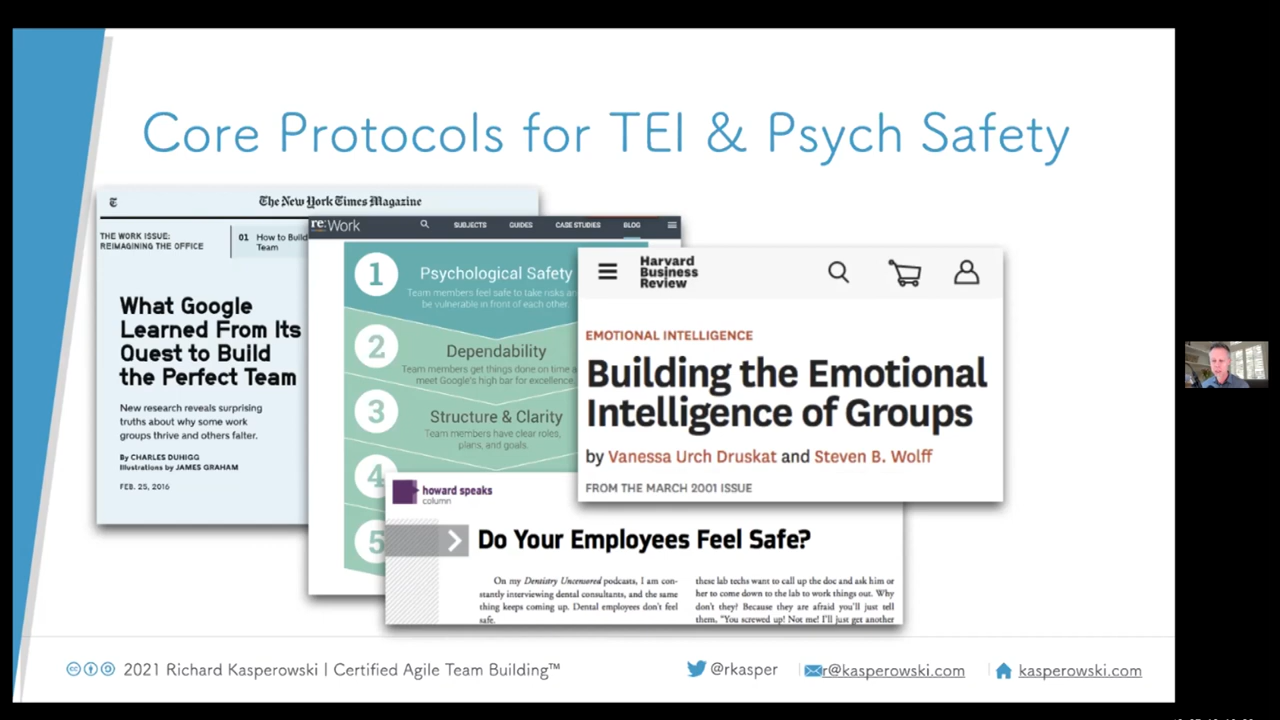 Core Protocols for TEI & Psych Safety
The New York Times Magazine
THE WORK ISSUE:
REIMAGINING THE OFFICE
01 How to Build
Team
What Google
Learned From Its
Quest to Build
the Perfect Team
New research reveals surprising
truths about why some work
groups thrive and others falter.
By CHARLES DUHIGG
Illustrations by JAMES GRAHAM
FEB. 25, 2016
re:Work
SUBJECTS GUIDES CASE STUDIES BLOG
1 Psychological Safety
Team members feel safe to take risks an
be vulnerable in front of each other.
2 Dependability
Team members get things done on time a
meet Google's high bar for excellence.
3 Structure & Clarity
Team members have clear roles,
plans, and goals.
4
5
Harvard
Business
Review
EMOTIONAL INTELLIGENCE
Building the Emotional
Intelligence of Groups
by Vanessa Urch Druskat and Steven B. Wolff
FROM THE MARCH 2001 ISSUE
howard speaks
column
Do Your Employees Feel Safe?
On my Dentistry Uncensored podcasts, I am con-
stantly interviewing dental consultants, and the same
thing keeps coming up. Dental employees don't feel
safe.
these lab techs want to call up the doc and ask him or
her to come down to the lab to work things out. Why
don't they? Because they are afraid you'll just tell
them, "You screwed up! Not me! I'll just get another
2021 Richard Kasperowski | Certified Agile Team Building™
@rkasper
r@kasperowski.com
kasperowski.com